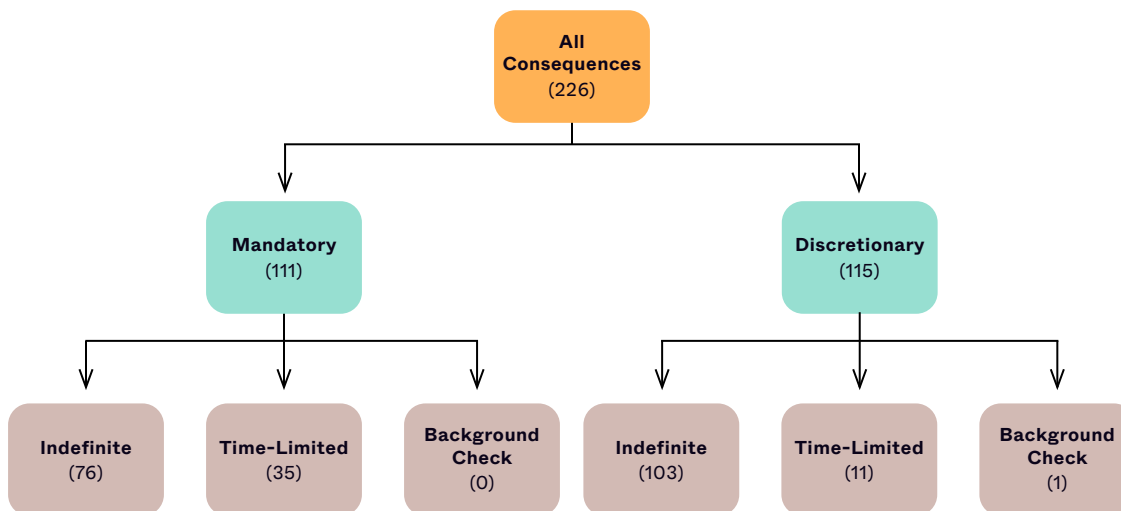 All
Consequences
(226)
Mandatory
(111)
Discretionary
(115)
Indefinite
(76)
Time-Limited
(35)
Background
Check
(0)
Indefinite
(103)
Time-Limited
(11)
Background
Check
(1)